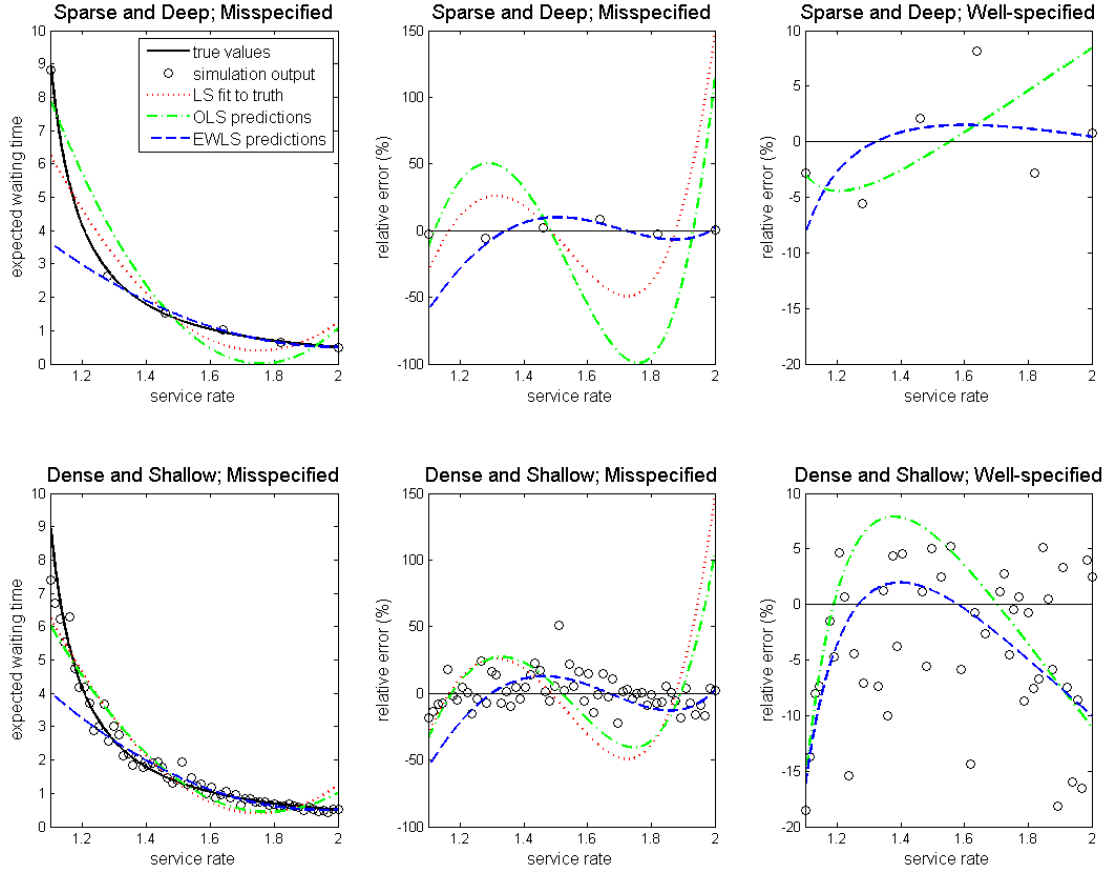 Sparse and Deep; Misspecified
10
9
8
7
6
5
4
3
2
1
0
1.2 1.4 1.6 1.8 2
expected waiting time
service rate
true values
simulation output
LS fit to truth
OLS predictions
EWLS predictions
Sparse and Deep; Misspecified
150
100
50
0
-50
-100
1.2 1.4 1.6 1.8 2
relative error (%)
service rate
Sparse and Deep; Well-specified
10
5
0
-5
-10
-15
-20
1.2 1.4 1.6 1.8 2
relative error (%)
service rate
Dense and Shallow; Misspecified
10
9
8
7
6
5
4
3
2
1
0
1.2 1.4 1.6 1.8 2
expected waiting time
service rate
Dense and Shallow; Misspecified
150
100
50
0
-50
-100
1.2 1.4 1.6 1.8 2
relative error (%)
service rate
Dense and Shallow; Well-specified
10
5
0
-5
-10
-15
-20
1.2 1.4 1.6 1.8 2
relative error (%)
service rate